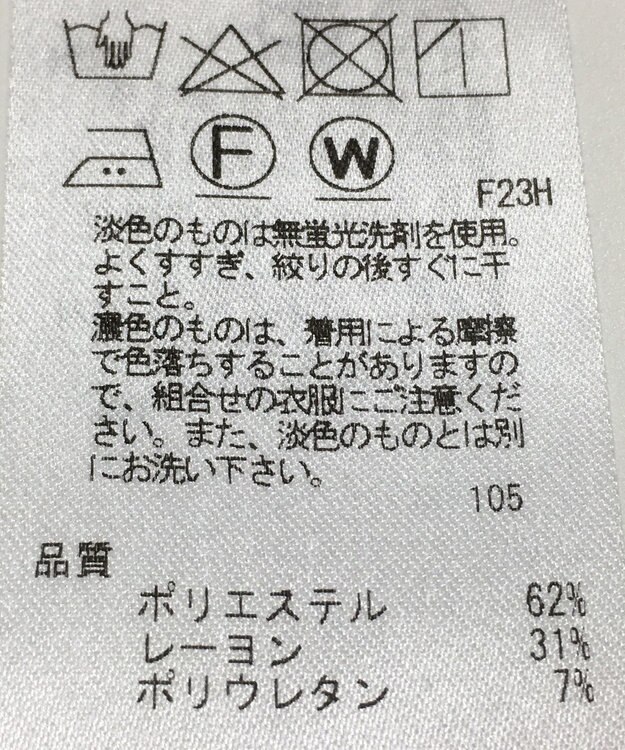 F W
F23H
淡色のものは無蛍光洗剤を使用。
よくすすぎ、絞りの後すぐに干
すこと。
濃色のものは、着用による摩擦
で色落ちすることがありますの
で、組合せの衣服にご注意くだ
さい。また、淡色のものとは別
にお洗い下さい。
105
品質
ポリエステル 62%
レーヨン 31%
ポリウレタン 7%